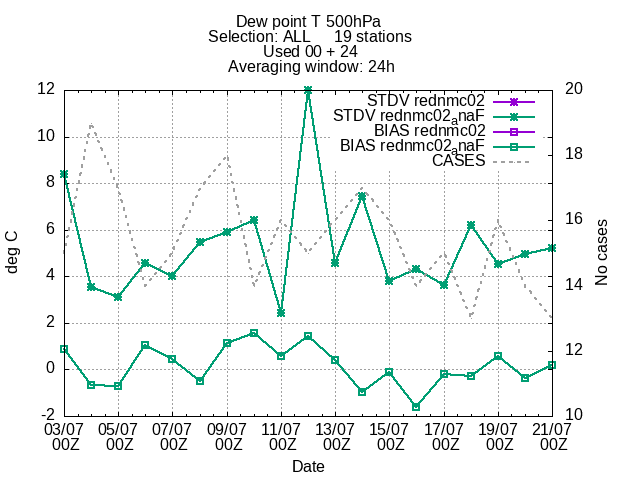 Dew point T 500hPa
Selection: ALL 19 stations
Used 00 + 24
Averaging window: 24h
12 20
STDV rednmc02
STDV rednmc02anaF
BIAS rednmc02
BIAS rednmc02anaF
CASES
10
8
6
4
2
0
-2
18
16
14
12
10
deg C
No cases
03/07 05/07 07/07 09/07 11/07 13/07 15/07 17/07 19/07 21/07
00Z 00Z 00Z 00Z 00Z 00Z 00Z 00Z 00Z 00Z
Date